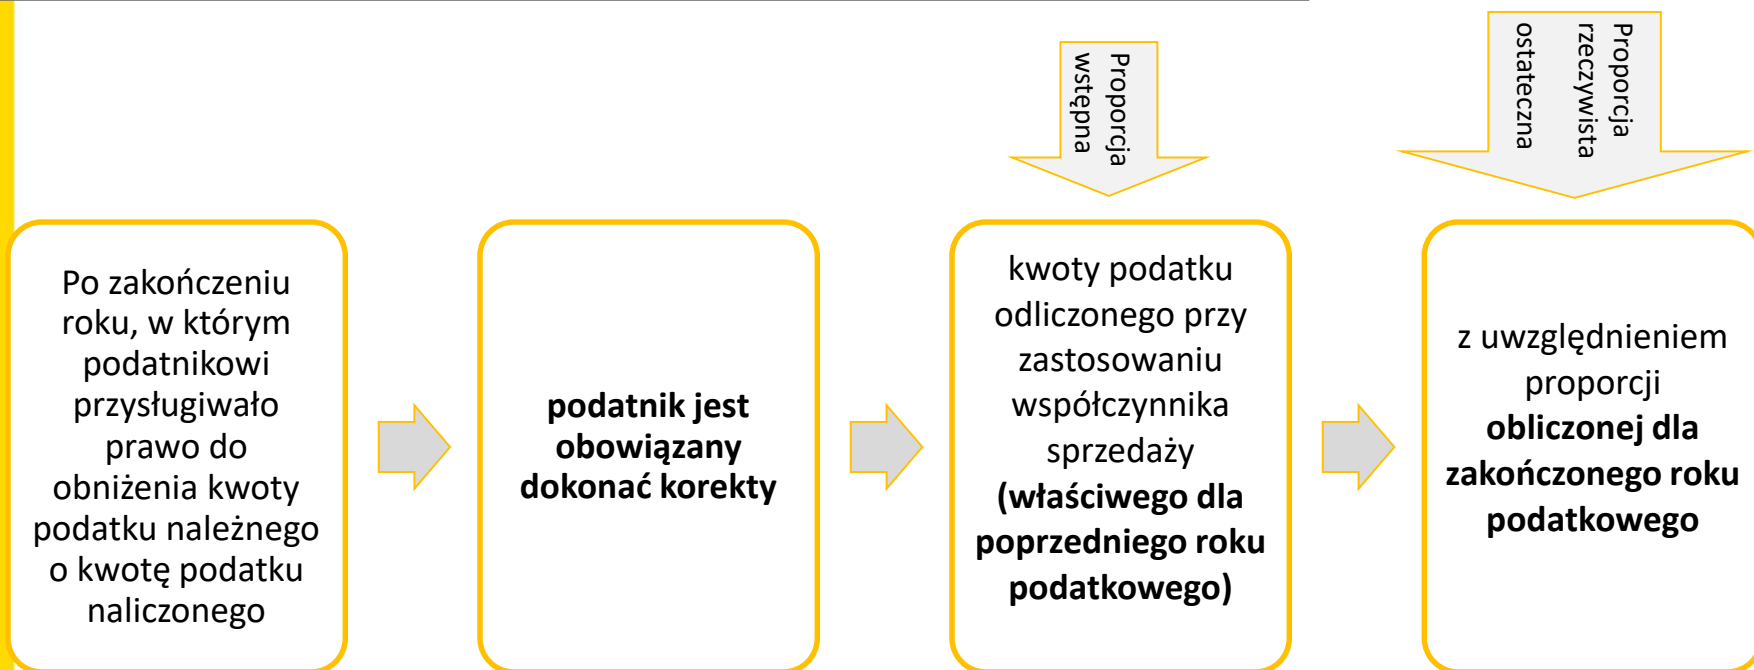 Proporcja
wstępna
Proporcja
rzeczywista
ostateczna
Po zakończeniu
roku, w którym
podatnikowi
przysługiwało
prawo do
obniżenia kwoty
podatku należnego
o kwotę podatku
naliczonego
podatnik jest
obowiązany
dokonać korekty
kwoty podatku
odliczonego przy
zastosowaniu
współczynnika
sprzedaży
(właściwego dla
poprzedniego roku
podatkowego)
z uwzględnieniem
proporcji
obliczonej dla
zakończonego roku
podatkowego